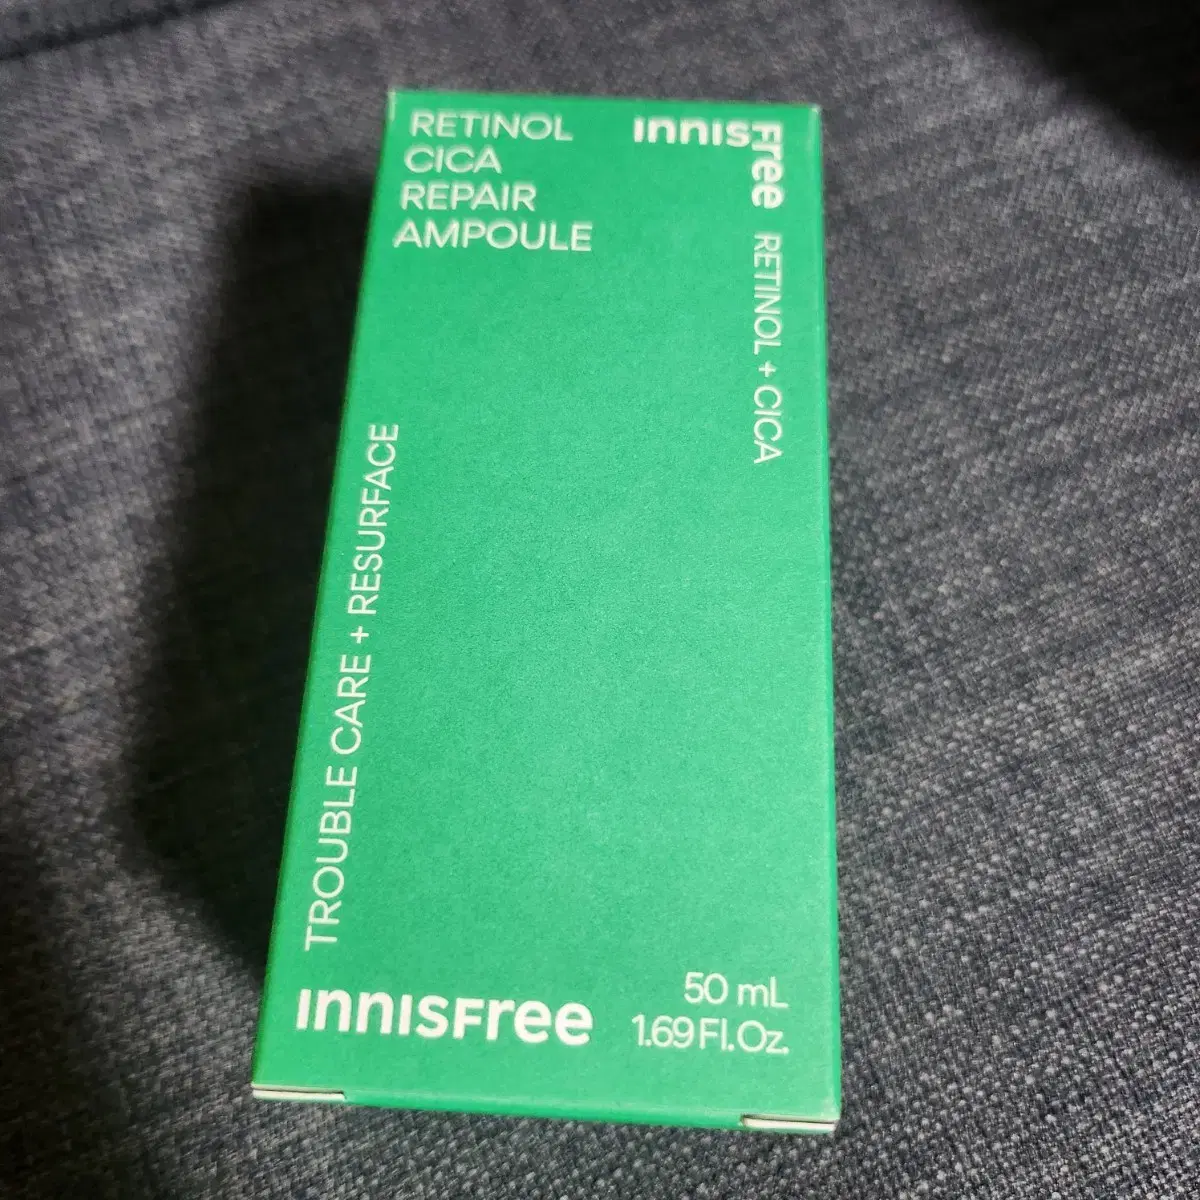 RETINOL
CICA
REPAIR
AMPOULE
innisFree
RETINOL + CICA
TROUBLE CARE + RESURFACE
innisFree
50 mL
1.69 Fl. Oz.